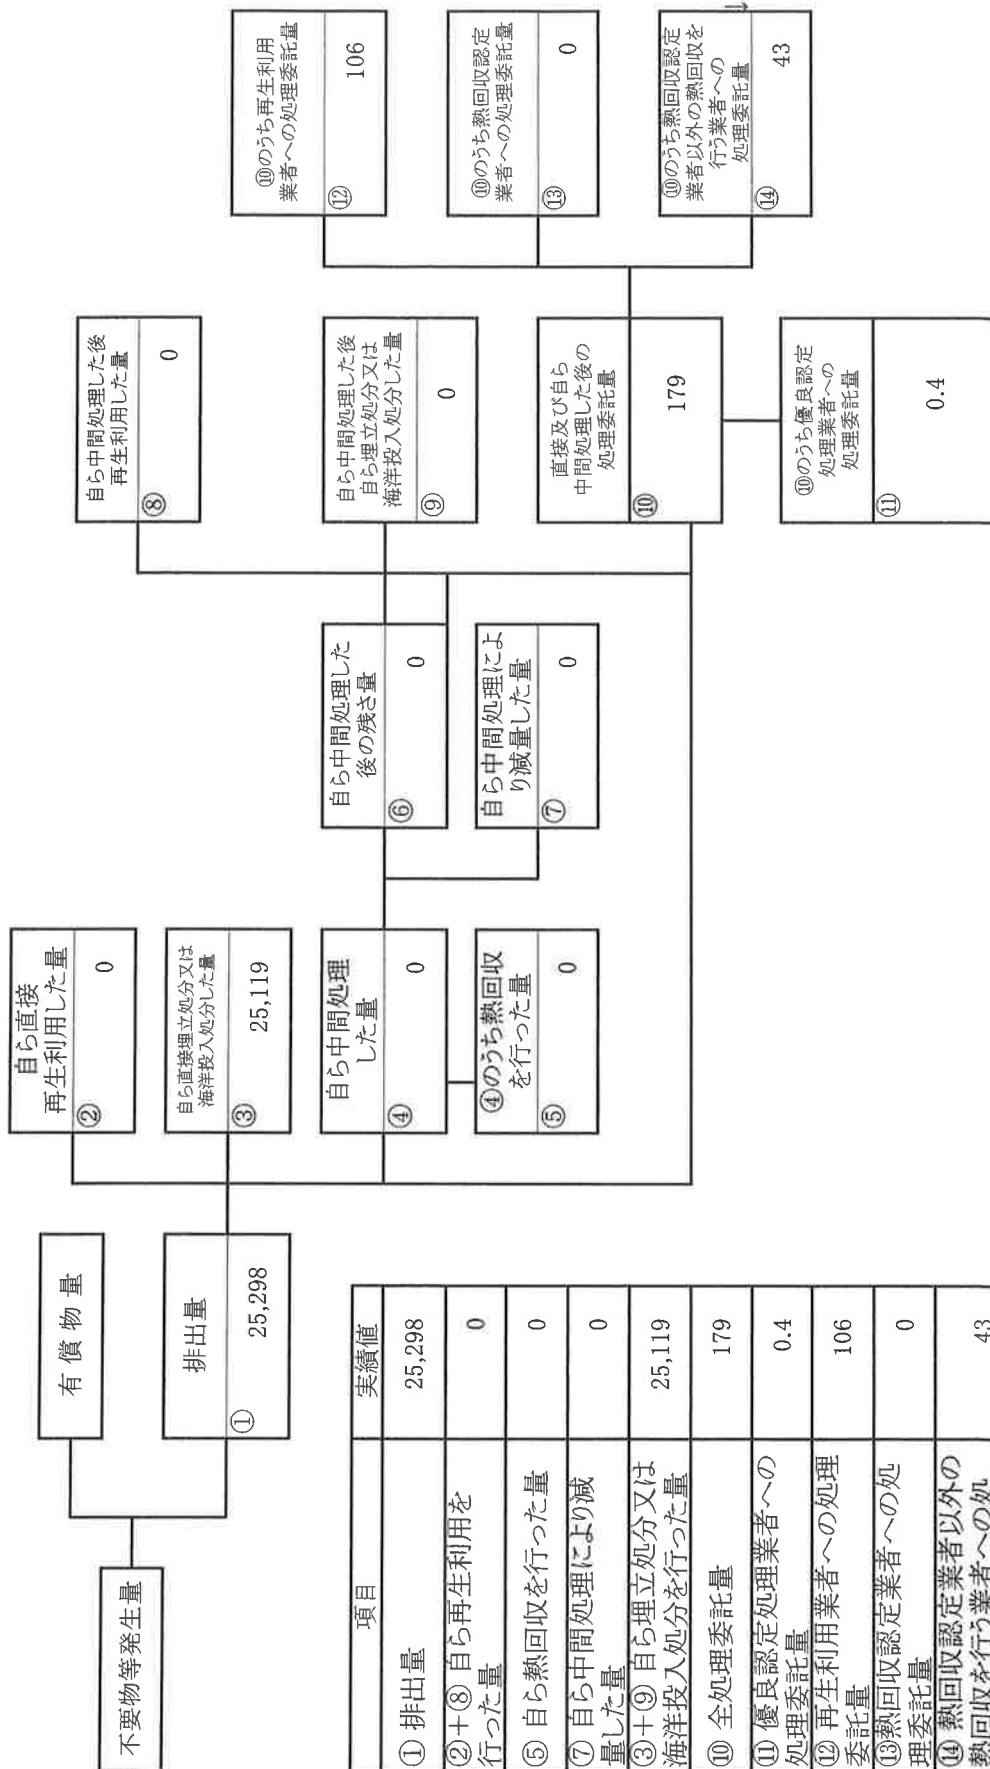 不要物等発生量
有償物量
排出量
①
25,298
自ら直接
再生利用した量
②
0
自ら直接埋立処分又は
海洋投入処分した量
③
25,119
自ら中間処理
した量
④
0
④のうち熱回収
を行った量
⑤
0
自ら中間処理した
後の残さ量
⑥
0
自ら中間処理によ
り減量した量
⑦
0
自ら中間処理した後
再生利用した量
⑧
0
自ら中間処理した後
自ら埋立処分又は
海洋投入処分した量
⑨
0
直接及び自ら
中間処理した後の
処理委託量
⑩
179
⑩のうち優良認定
処理業者への
処理委託量
⑪
0.4
⑩のうち再生利用
業者への処理委託量
⑫
106
⑩のうち熱回収認定
業者への処理委託量
⑬
0
⑩のうち熱回収認定
業者以外の熱回収を
行う業者への
処理委託量
⑭
43
項目
実績値
① 排出量
25,298
②＋⑧ 自ら再生利用を
行った量
0
⑤ 自ら熱回収を行った量
0
⑦ 自ら中間処理により減
量した量
0
③＋⑨ 自ら埋立処分又は
海洋投入処分を行った量
25,119
⑩ 全処理委託量
179
⑪ 優良認定処理業者への
処理委託量
0.4
⑫ 再生利用業者への処理
委託量
106
⑬熱回収認定業者への処
理委託量
0
⑭ 熱回収認定業者以外の
熱回収を行う業者への処
43